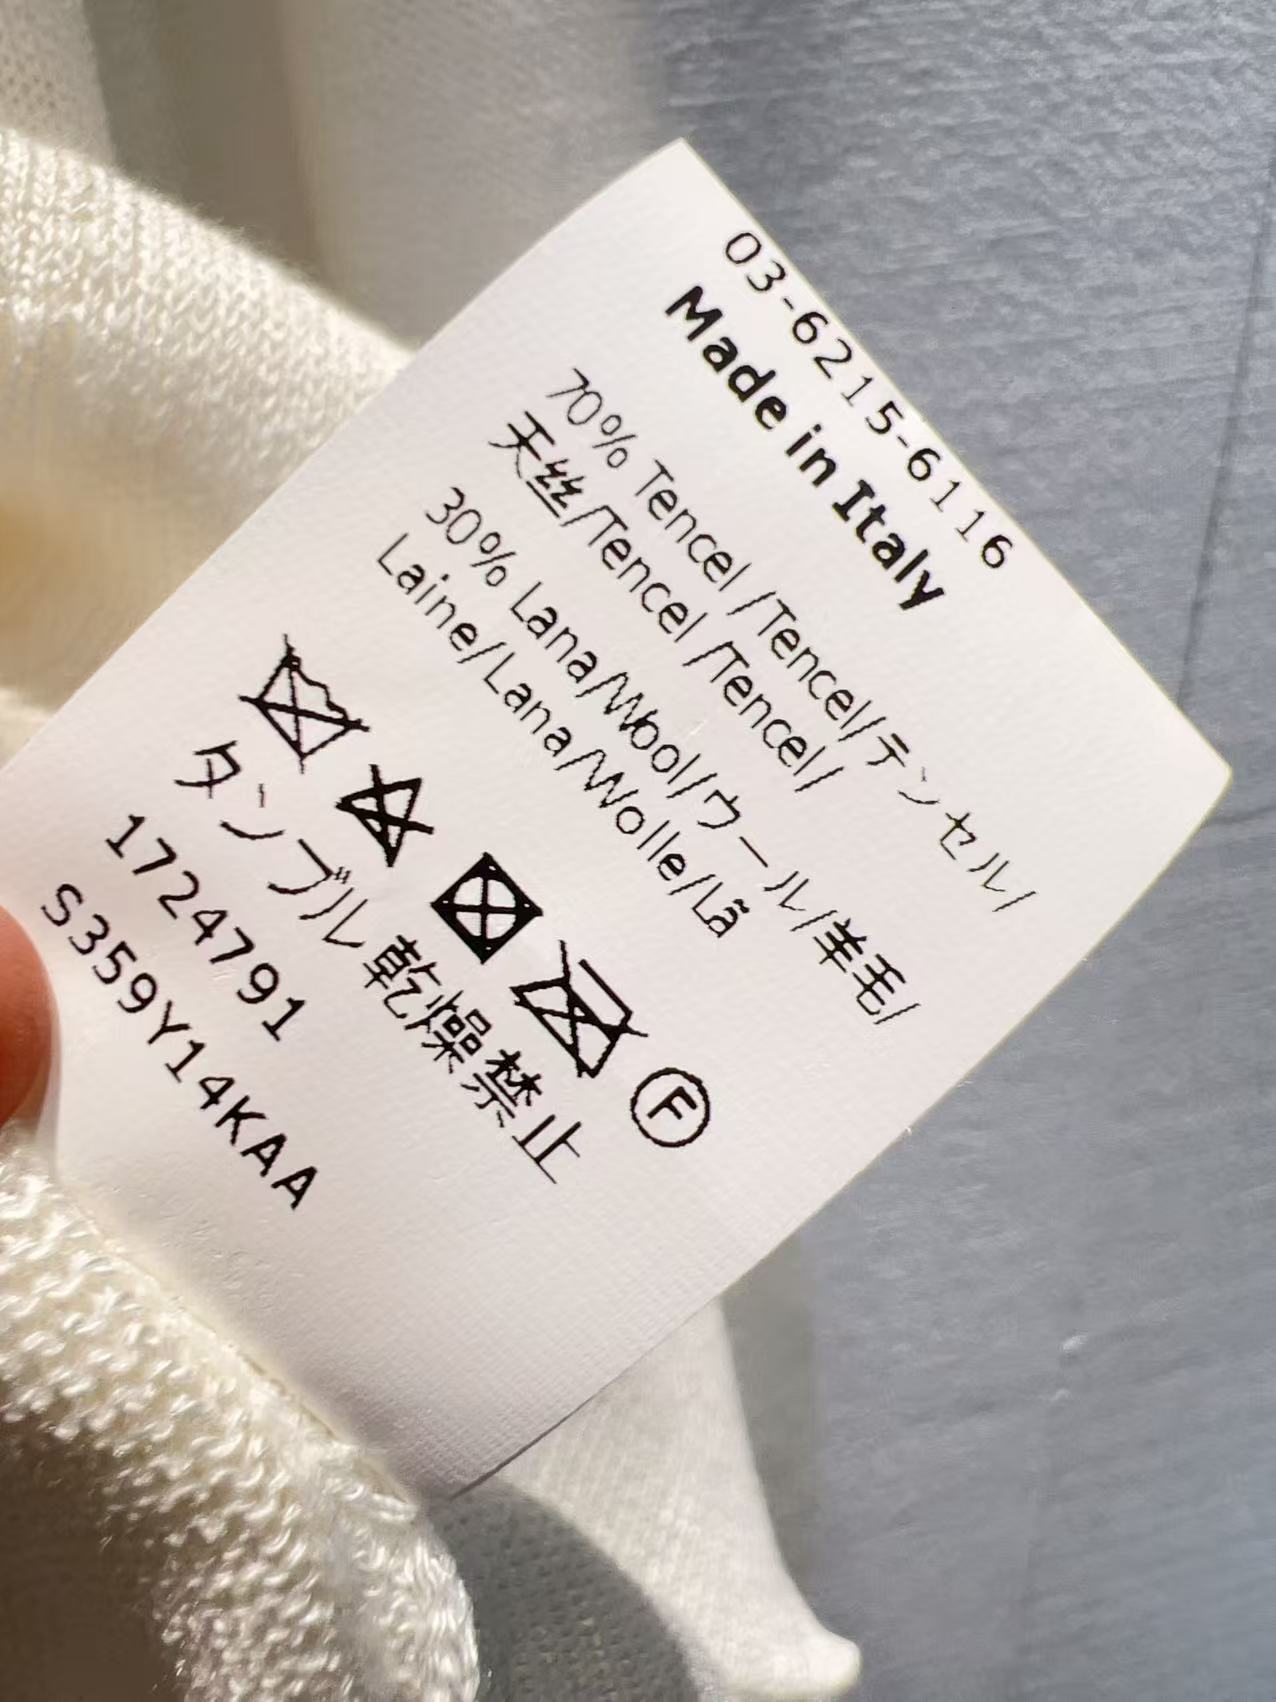 03-6215-6116
Made in Italy
70% Tencel /Tencel/テンセル/
天丝/Tencel /Tencel/
30% Lana/Wool/ウール/羊毛/
Laine/Lana/Wolle/Lã
F
タンブル乾燥禁止
1724791
S359Y14KAA